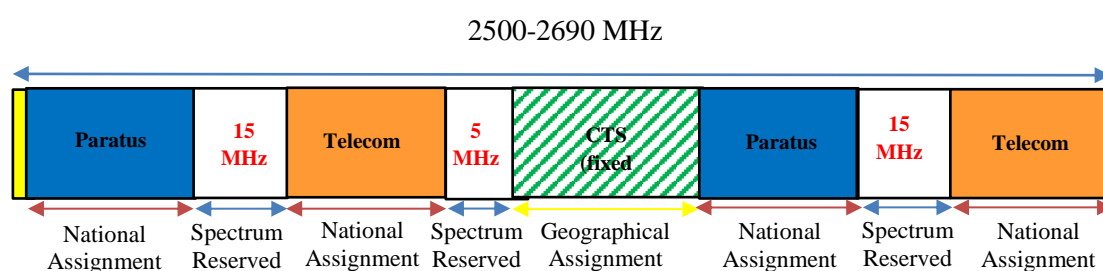 2500-2690 MHz
Paratus
15
MHz
Telecom
5
MHz
CTS
(fixed
Paratus
15
MHz
Telecom
National
Assignment
Spectrum
Reserved
National
Assignment
Spectrum
Reserved
Geographical
Assignment
National
Assignment
Spectrum
Reserved
National
Assignment